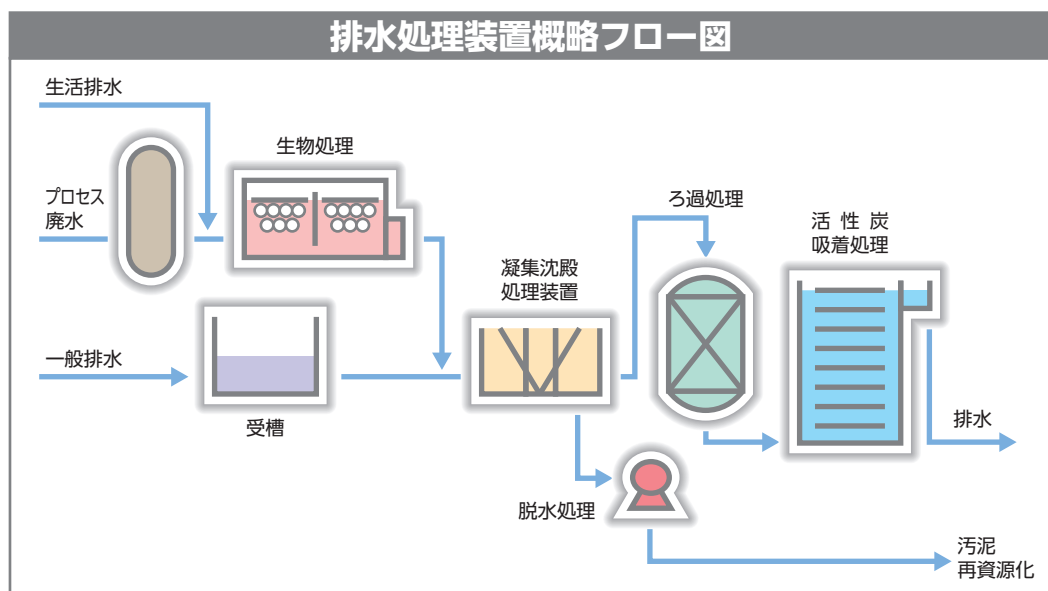 排水処理装置概略フロー図
生活排水
生物処理
プロセス
廃水
ろ過処理
活性炭
吸着処理
凝集沈殿
処理装置
一般排水
受槽
排水
脱水処理
汚泥
再資源化